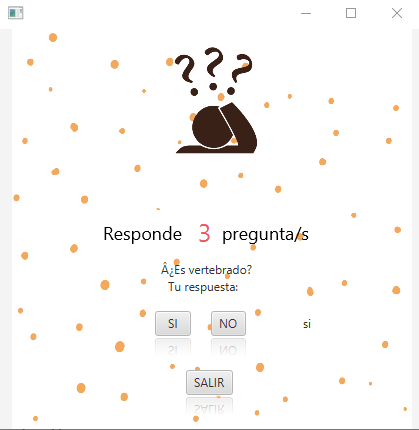 ? ? ?
Responde 3 pregunta/s
Â¿Es vertebrado?
Tu respuesta:
SI NO si
SALIR